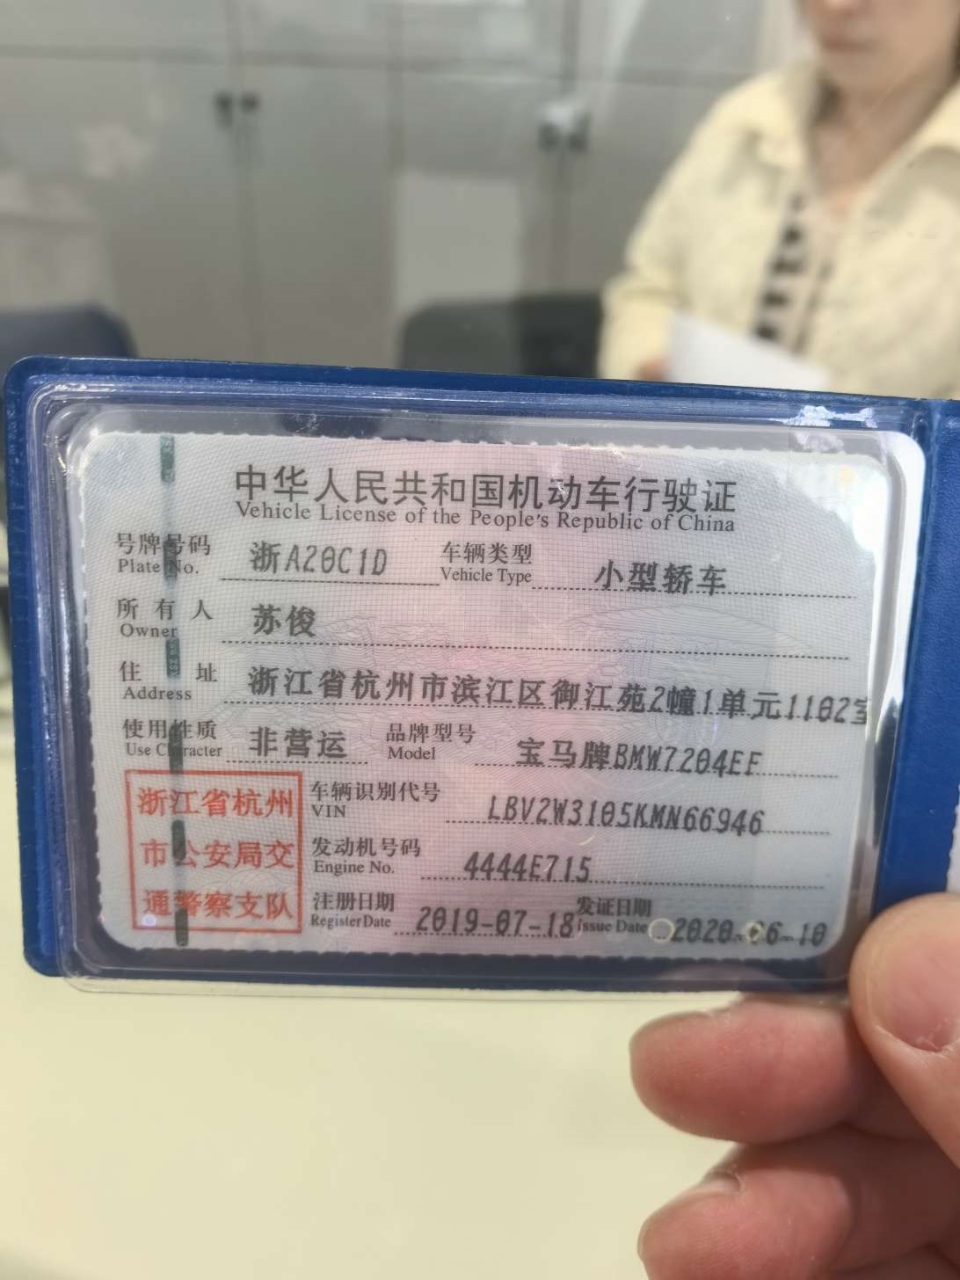 中华人民共和国机动车行驶证
Vehicle License of the People's Republic of China
号牌号码 浙A20C1D 车辆类型 小型轿车
Plate No. Vehicle Type
所有人 苏俊
Owner
住址 浙江省杭州市滨江区御江苑2幢1单元1102室
Address
使用性质 非营运 品牌型号 宝马牌BMW7204EF
Use Character Model
浙江省杭州
市公安局交
通警察支队
车辆识别代号 LBV2W3105KMN66946
VIN
发动机号码 4444E715
Engine No.
注册日期 2019-07-18 发证日期 2020-06-10
Register Date Issue Date